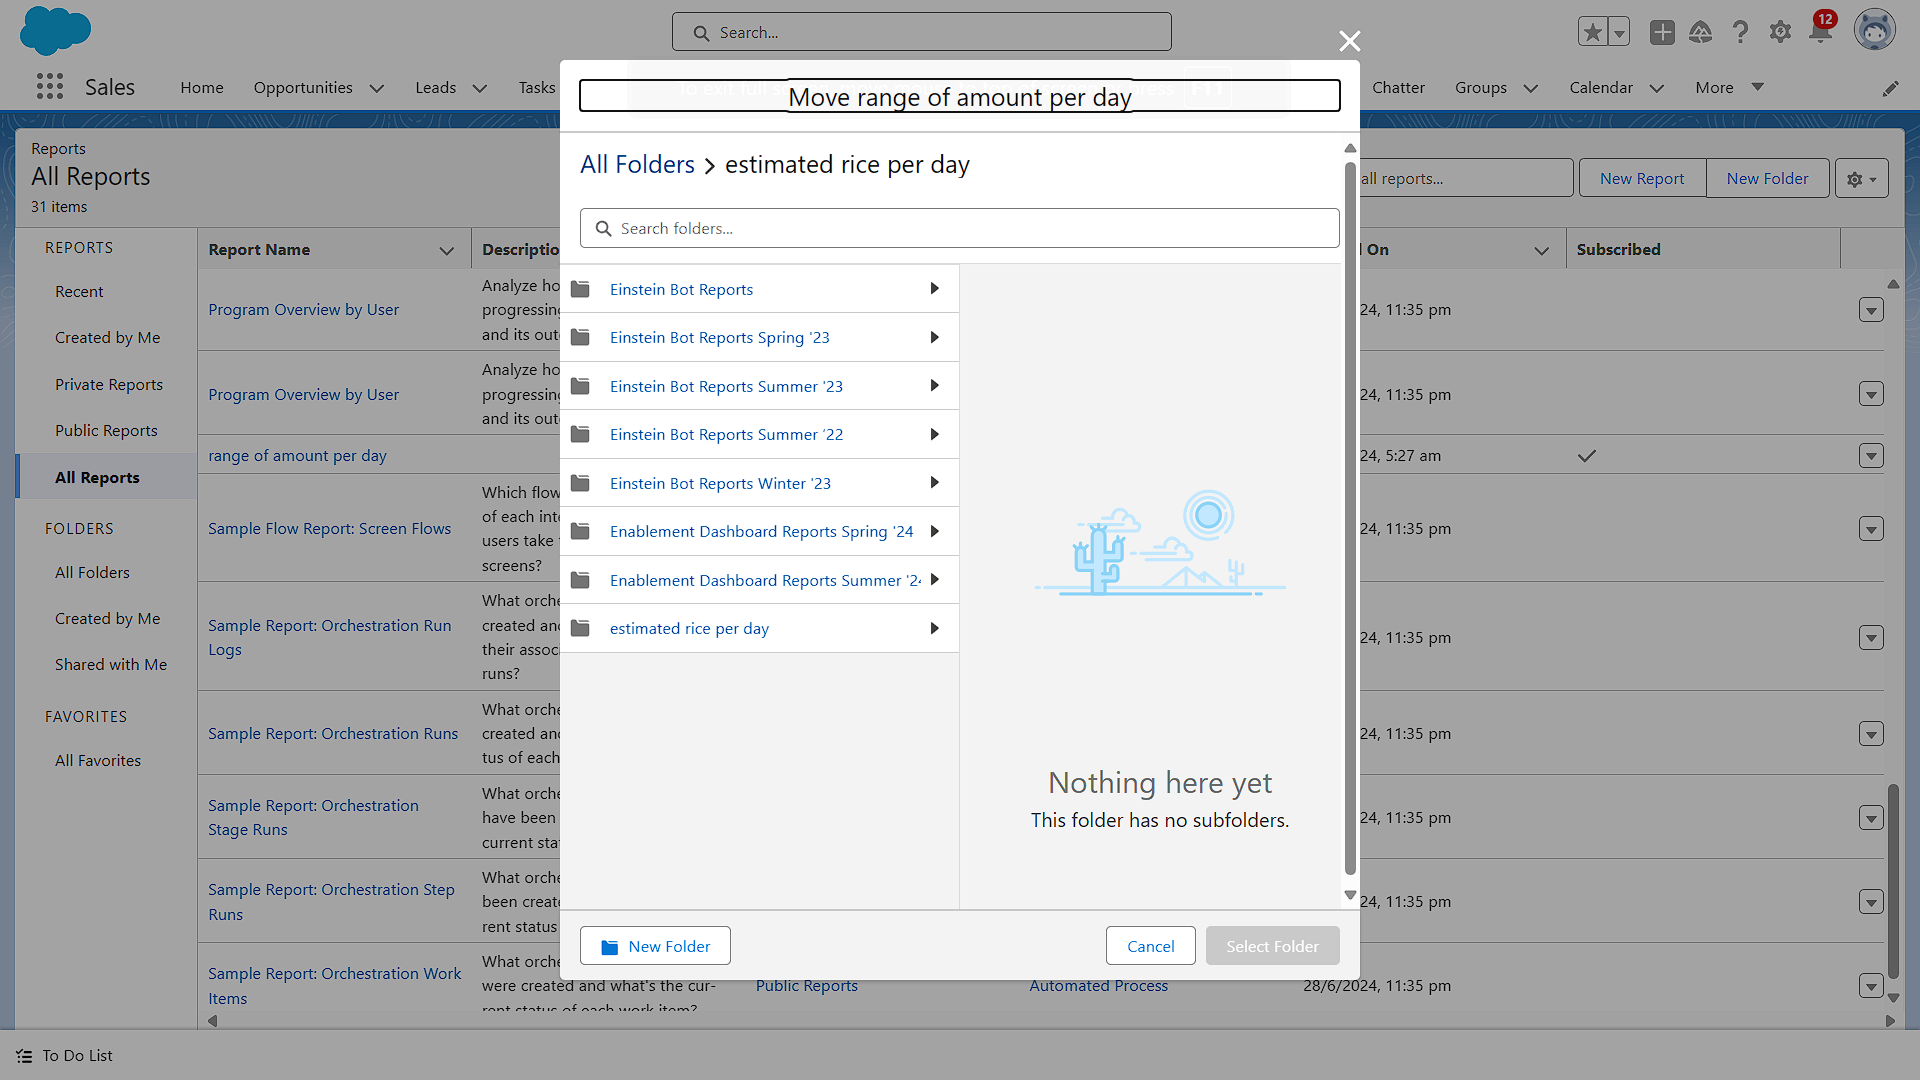 Search...
12
Sales
Home
Opportunities
Leads
Tasks
Chatter
Groups
Calendar
More
Move range of amount per day
All Folders > estimated rice per day
Search folders...
Einstein Bot Reports
Einstein Bot Reports Spring '23
Einstein Bot Reports Summer '23
Einstein Bot Reports Summer '22
Einstein Bot Reports Winter '23
Enablement Dashboard Reports Spring '24
Enablement Dashboard Reports Summer '24
estimated rice per day
Nothing here yet
This folder has no subfolders.
New Folder
Cancel
Select Folder
Reports
All Reports
31 items
all reports...
New Report
New Folder
REPORTS
Recent
Created by Me
Private Reports
Public Reports
All Reports
FOLDERS
All Folders
Created by Me
Shared with Me
FAVORITES
All Favorites
Report Name
Descriptio
On
Subscribed
Program Overview by User
Analyze ho
progressing
and its out
24, 11:35 pm
Program Overview by User
Analyze ho
progressing
and its out
24, 11:35 pm
range of amount per day
24, 5:27 am
Sample Flow Report: Screen Flows
Which flow
of each inte
users take
screens?
24, 11:35 pm
Sample Report: Orchestration Run
Logs
What orche
created and
their assoc
runs?
24, 11:35 pm
Sample Report: Orchestration Runs
What orche
created and
tus of each
24, 11:35 pm
Sample Report: Orchestration
Stage Runs
What orche
have been
current sta
24, 11:35 pm
Sample Report: Orchestration Step
Runs
What orche
been create
rent status
24, 11:35 pm
Sample Report: Orchestration Work
Items
What orche
were created and what's the cur-
rent status of each work item?
Public Reports
Automated Process
28/6/2024, 11:35 pm
To Do List